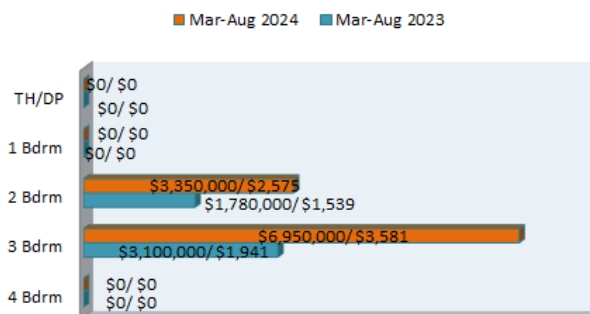 Mar-Aug 2024 Mar-Aug 2023
TH/DP
$0/ $0
$0/ $0
1 Bdrm
$0/ $0
$0/ $0
2 Bdrm
$3,350,000/ $2,575
$1,780,000/ $1,539
3 Bdrm
$6,950,000/ $3,581
$3,100,000/ $1,941
4 Bdrm
$0/ $0
$0/ $0